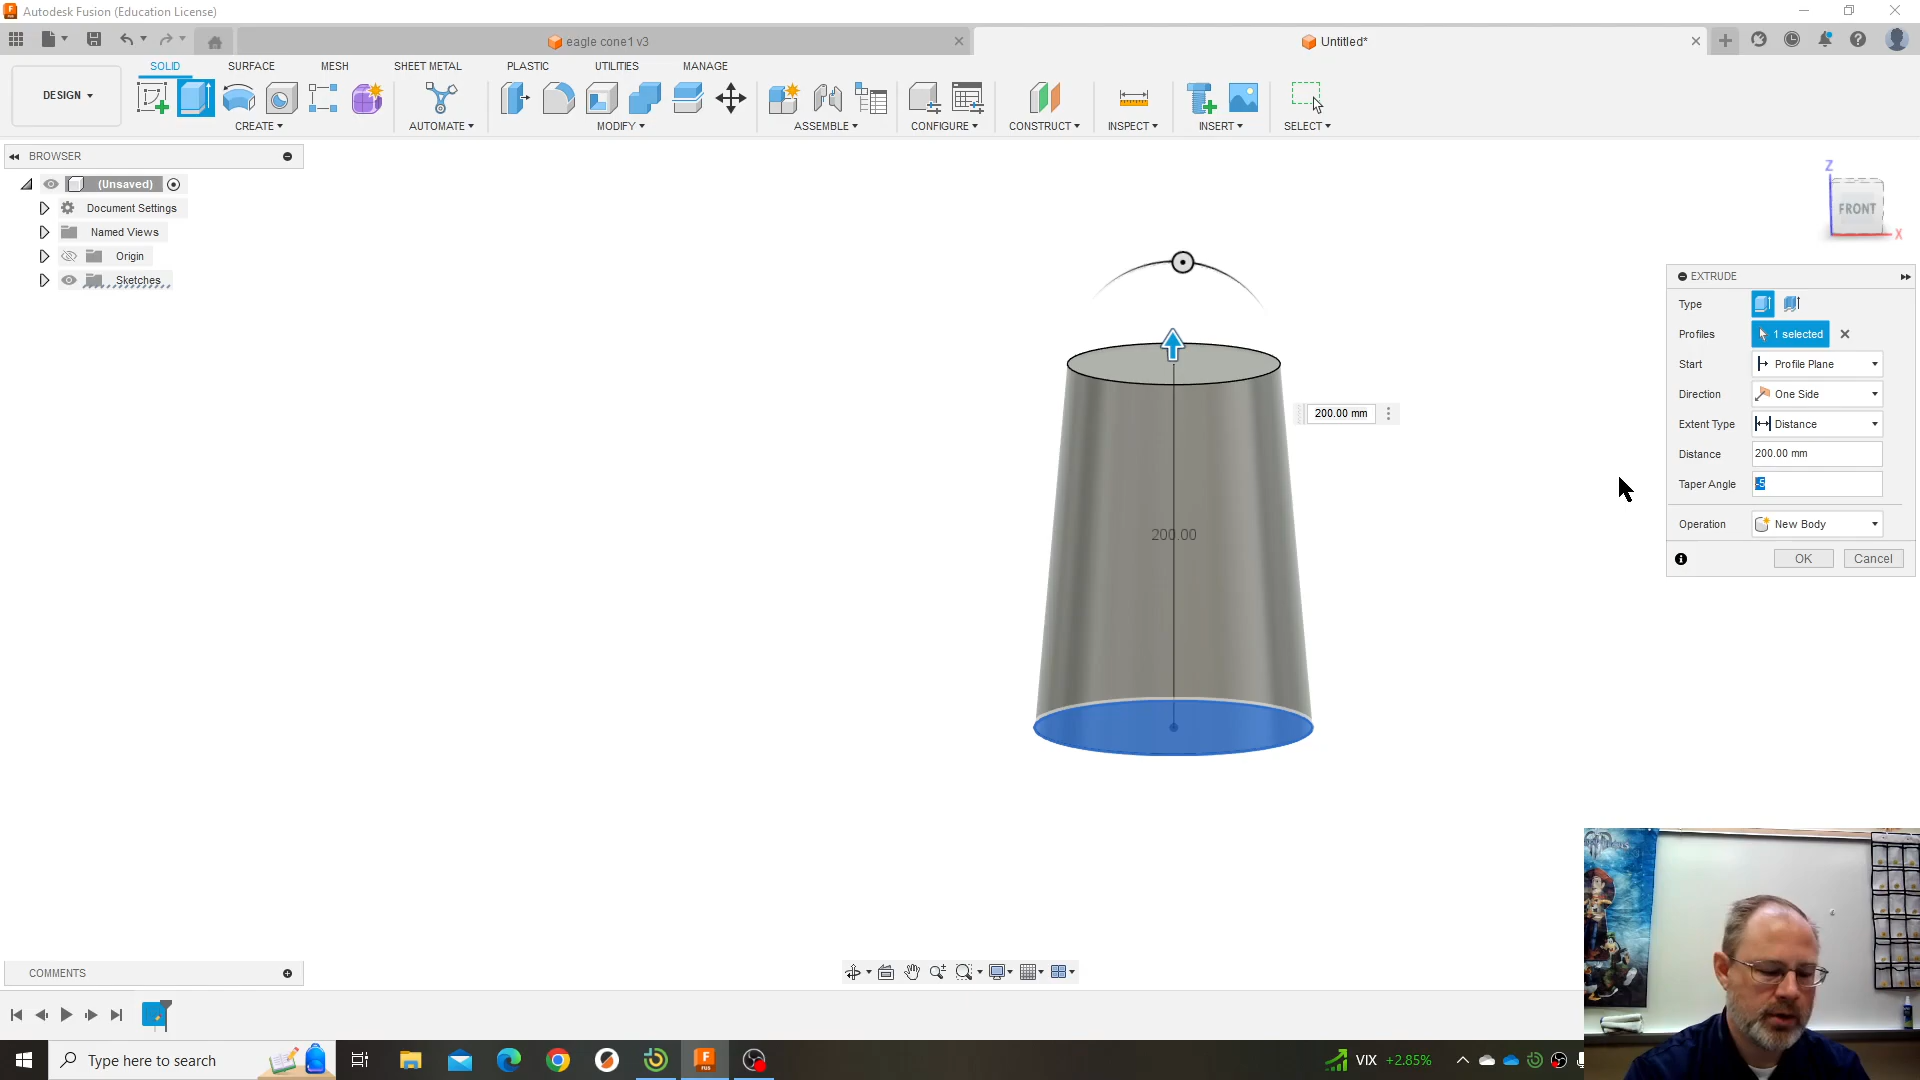 Autodesk Fusion (Education License)
eagle cone1 v3
Untitled*
SOLID
SURFACE
MESH
SHEET METAL
PLASTIC
UTILITIES
MANAGE
DESIGN
CREATE
AUTOMATE
MODIFY
ASSEMBLE
CONFIGURE
CONSTRUCT
INSPECT
INSERT
SELECT
BROWSER
(Unsaved)
Document Settings
Named Views
Origin
Sketches
Z
FRONT
X
EXTRUDE
Type
Profiles 1 selected
Start Profile Plane
Direction One Side
Extent Type Distance
Distance 200.00 mm
Taper Angle -5
Operation New Body
OK Cancel
200.00 mm
200.00
COMMENTS
Type here to search
F
FUS
VIX +2.85%